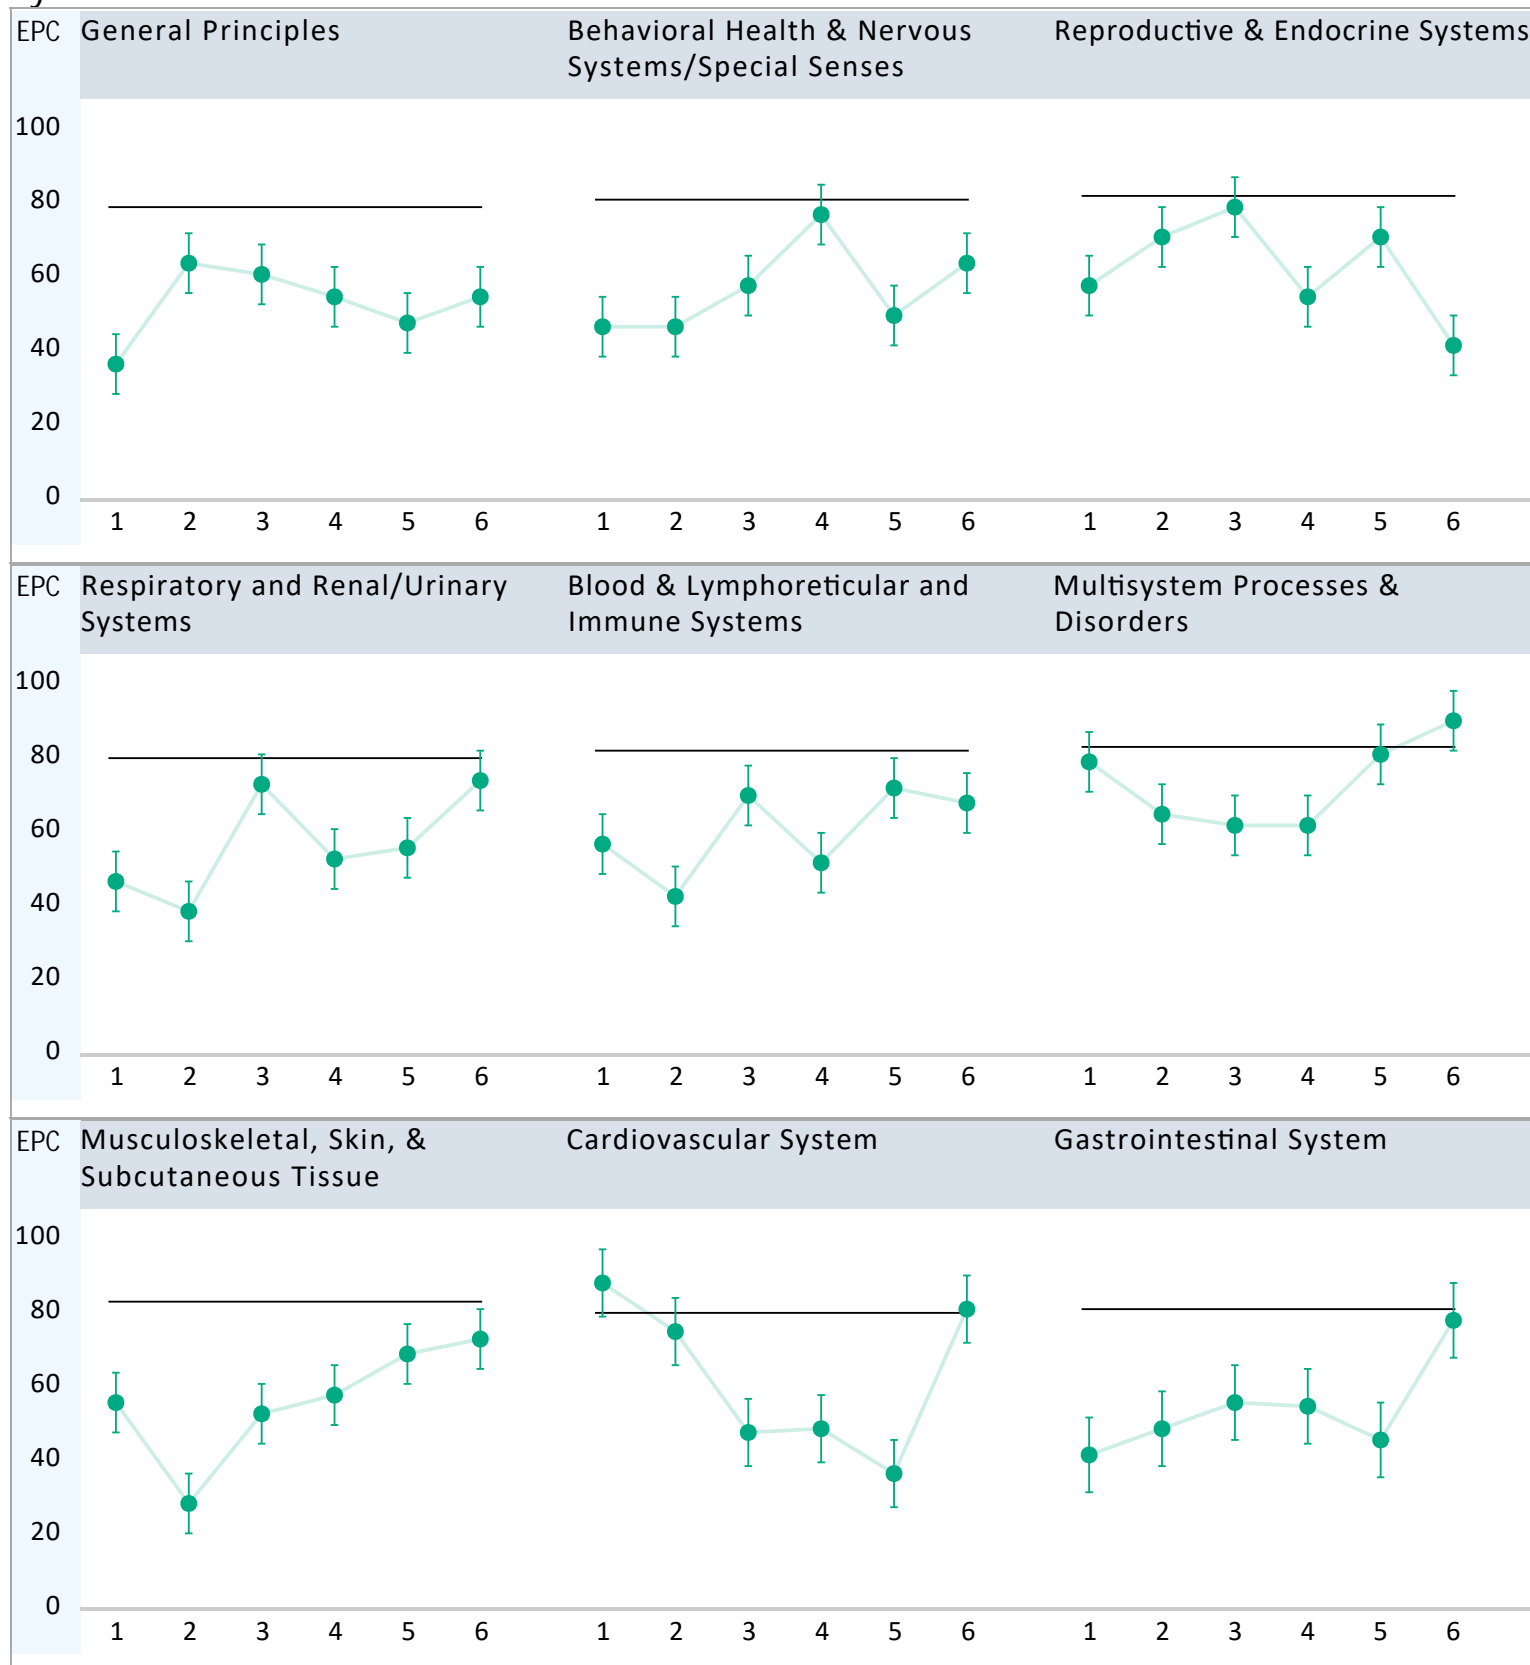 EPC General Principles Behavioral Health & Nervous Reproductive & Endocrine Systems
Systems/Special Senses
100
80
60
40
20
0
1 2 3 4 5 6 1 2 3 4 5 6 1 2 3 4 5 6
EPC Respiratory and Renal/Urinary Blood & Lymphoreticular and Multisystem Processes &
Systems Immune Systems Disorders
100
80
60
40
20
0
1 2 3 4 5 6 1 2 3 4 5 6 1 2 3 4 5 6
EPC Musculoskeletal, Skin, & Cardiovascular System Gastrointestinal System
Subcutaneous Tissue
100
80
60
40
20
0
1 2 3 4 5 6 1 2 3 4 5 6 1 2 3 4 5 6